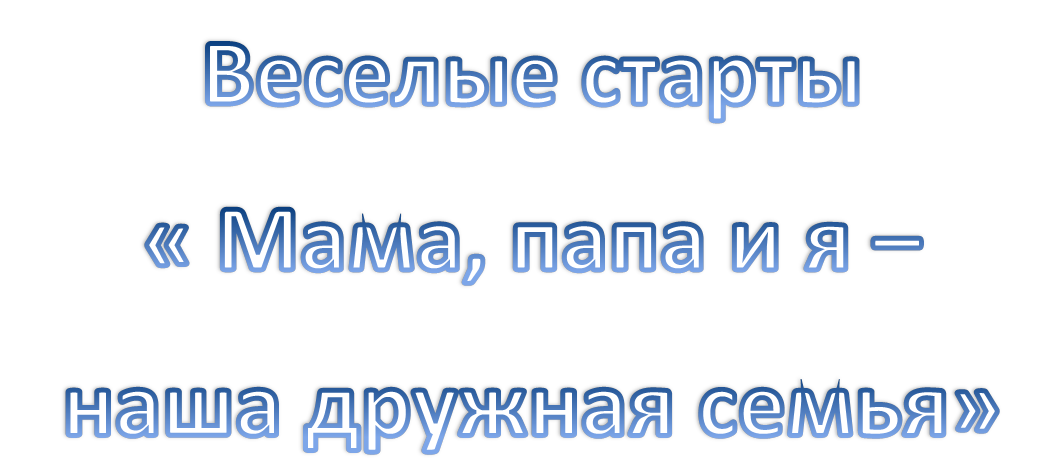 Веселые старты
« Мама, папа и я –
наша дружная семья»